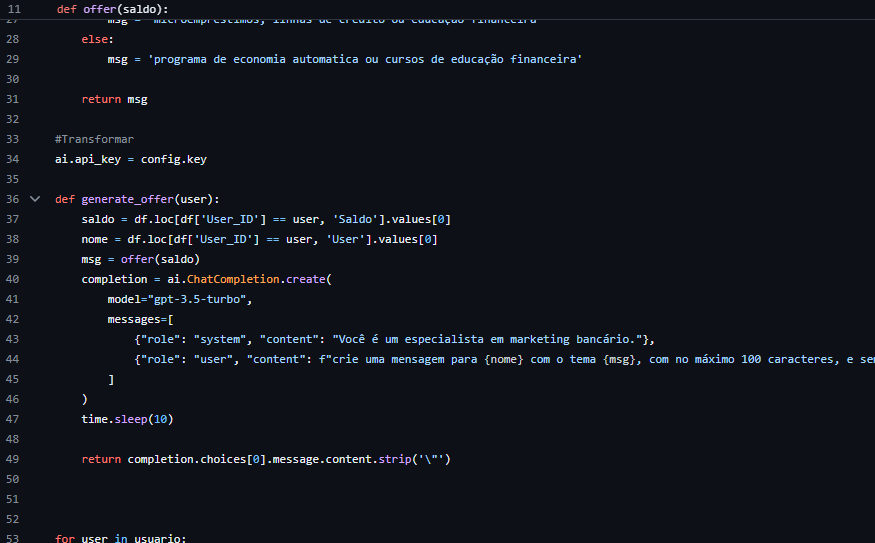 11 def offer(saldo):
27 msg = 'microemprestimos, linhas de crédito ou educação financeira'
28 else:
29 msg = 'programa de economia automatica ou cursos de educação financeira'
30
31 return msg
32
33 #Transformar
34 ai.api_key = config.key
35
36 def generate_offer(user):
37 saldo = df.loc[df['User_ID'] == user, 'Saldo'].values[0]
38 nome = df.loc[df['User_ID'] == user, 'User'].values[0]
39 msg = offer(saldo)
40 completion = ai.ChatCompletion.create(
41 model="gpt-3.5-turbo",
42 messages=[
43 {"role": "system", "content": "Você é um especialista em marketing bancário."},
44 {"role": "user", "content": f"crie uma mensagem para {nome} com o tema {msg}, com no máximo 100 caracteres, e se
45 ]
46 )
47 time.sleep(10)
48
49 return completion.choices[0].message.content.strip('\"')
50
51
52
53 for user in usuario: